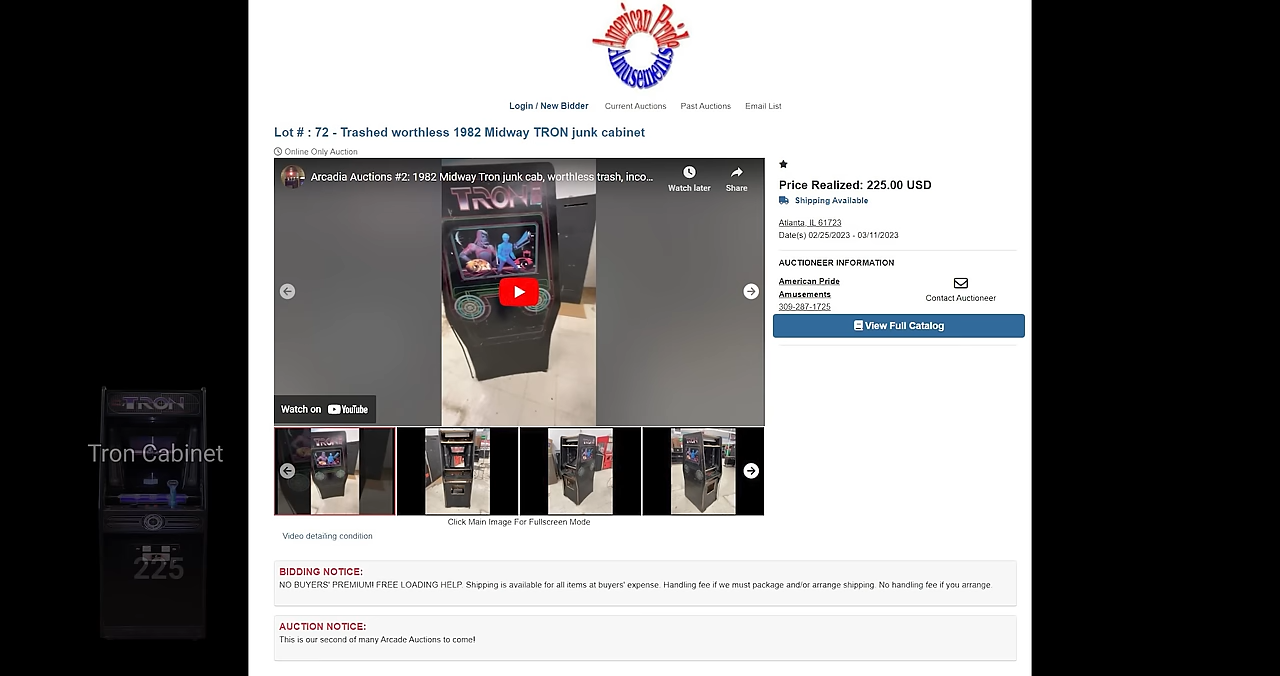 American Pride
Amusements
Login / New Bidder Current Auctions Past Auctions Email List
Lot # : 72 - Trashed worthless 1982 Midway TRON junk cabinet
Online Only Auction
Arcadia Auctions #2: 1982 Midway Tron junk cab, worthless trash, inco...
Watch later
Share
TRON
Watch on YouTube
Click Main Image For Fullscreen Mode
Video detailing condition
Price Realized: 225.00 USD
Shipping Available
Atlanta, IL 61723
Date(s) 02/25/2023 - 03/11/2023
AUCTIONEER INFORMATION
American Pride
Amusements
309-287-1725
Contact Auctioneer
View Full Catalog
TRON
Tron Cabinet
225
BIDDING NOTICE:
NO BUYERS' PREMIUM! FREE LOADING HELP. Shipping is available for all items at buyers' expense. Handling fee if we must package and/or arrange shipping. No handling fee if you arrange.
AUCTION NOTICE:
This is our second of many Arcade Auctions to come!